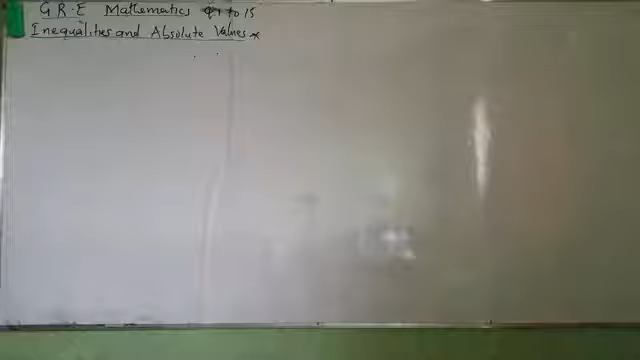 G R.E Mathematics Q1 to 15
Inequalities and Absolute Values *